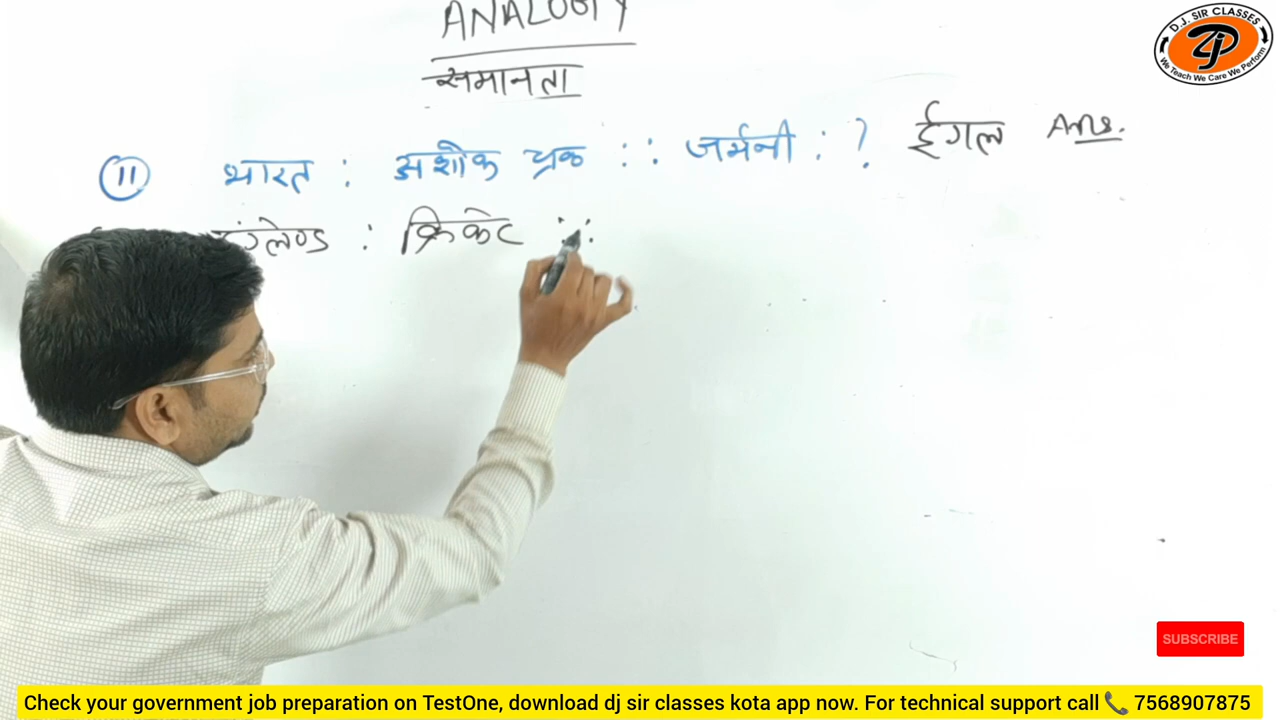 ANALOGY
समानता
11 भारत : अशोक चक्र :: जर्मनी : ? ईगल Ans.
इंग्लेण्ड : क्रिकेट ::
D.J. SIR CLASSES
We Teach We Care We Perform
SUBSCRIBE
Check your government job preparation on TestOne, download dj sir classes kota app now. For technical support call 📞 7568907875